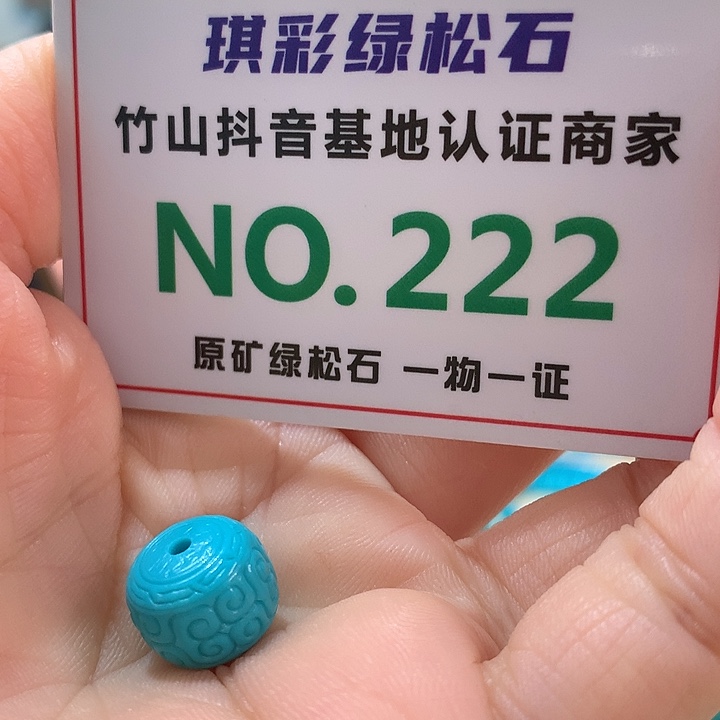 琪彩绿松石
竹山抖音基地认证商家
NO.222
原矿绿松石 一物一证